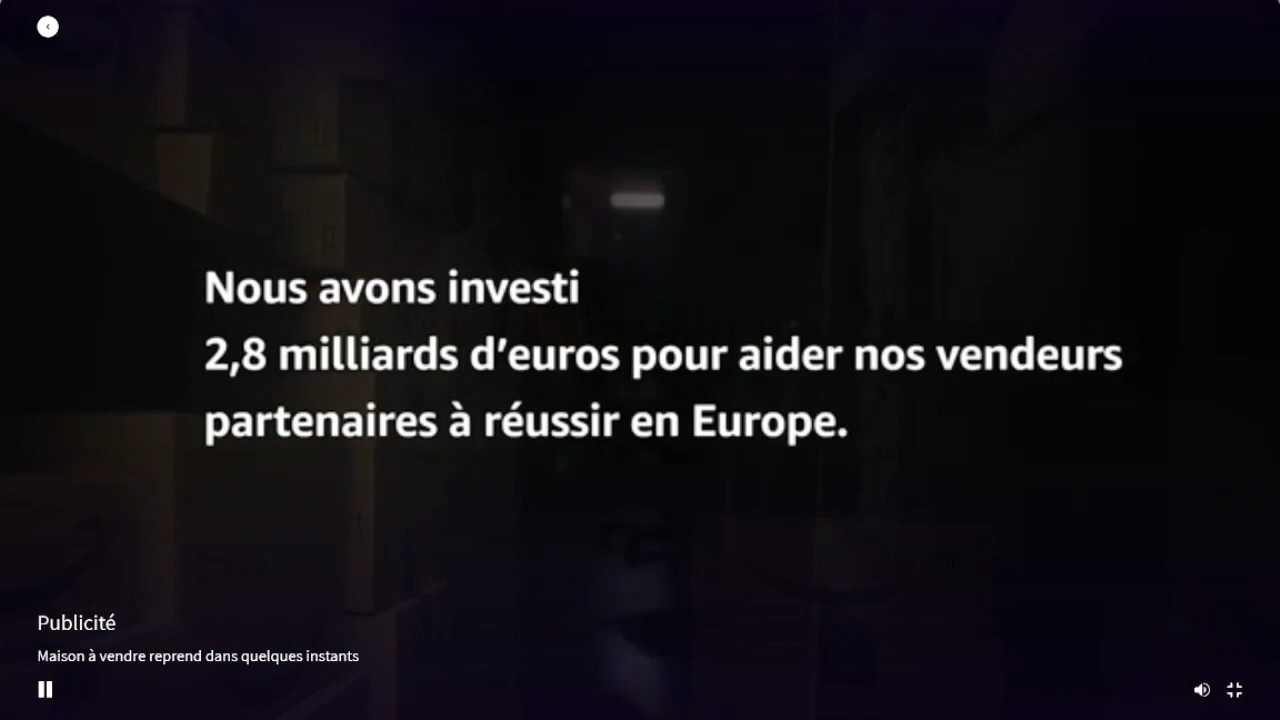 Nous avons investi
2,8 milliards d'euros pour aider nos vendeurs
partenaires à réussir en Europe.
Publicité
Maison à vendre reprend dans quelques instants